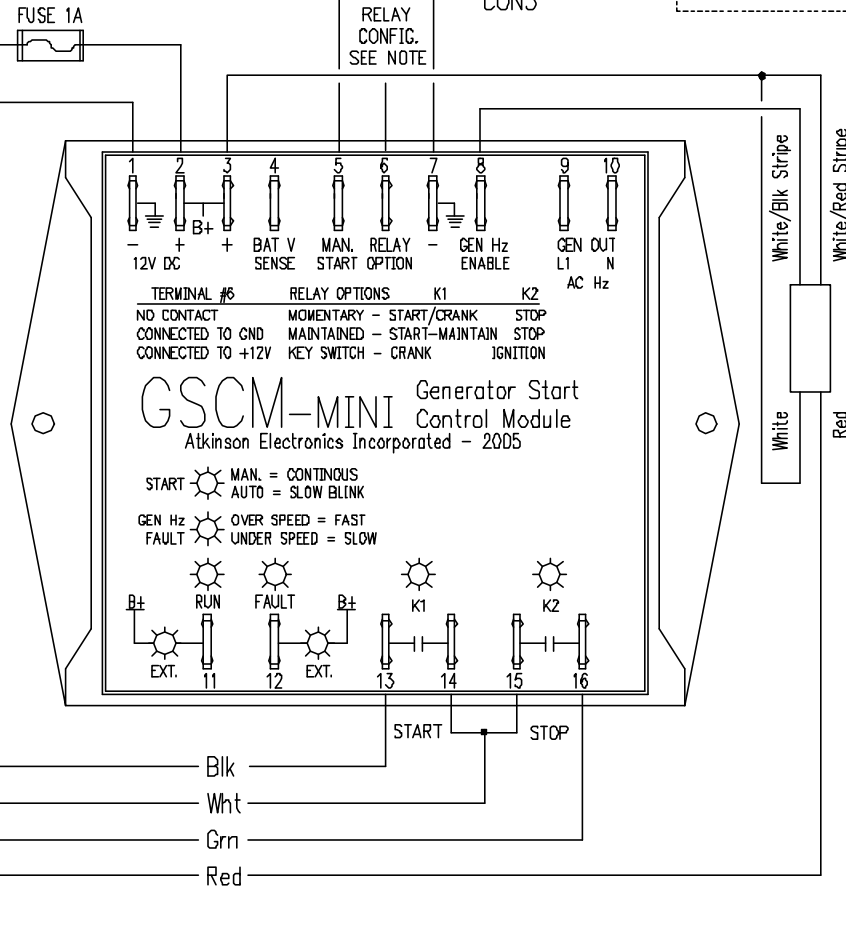 FUSE 1A
RELAY
CONFIG.
SEE NOTE
1 2 3 4 5 6 7 8 9 10
B+
− + + BAT V MAN. RELAY − GEN Hz GEN OUT
12V DC SENSE START OPTION ENABLE L1 N
AC Hz
TERMINAL #6 RELAY OPTIONS K1 K2
NO CONTACT MOMENTARY − START/CRANK STOP
CONNECTED TO GND MAINTAINED − START−MAINTAIN STOP
CONNECTED TO +12V KEY SWITCH − CRANK IGNITION
GSCM−MINI Generator Start
Control Module
Atkinson Electronics Incorporated − 2005
START MAN. = CONTINOUS
AUTO = SLOW BLINK
GEN Hz OVER SPEED = FAST
FAULT UNDER SPEED = SLOW
B+ RUN FAULT B+ K1 K2
EXT. EXT.
11 12 13 14 15 16
START STOP
Blk
Wht
Grn
Red
White/Blk Stripe
White/Red Stripe
White
Red